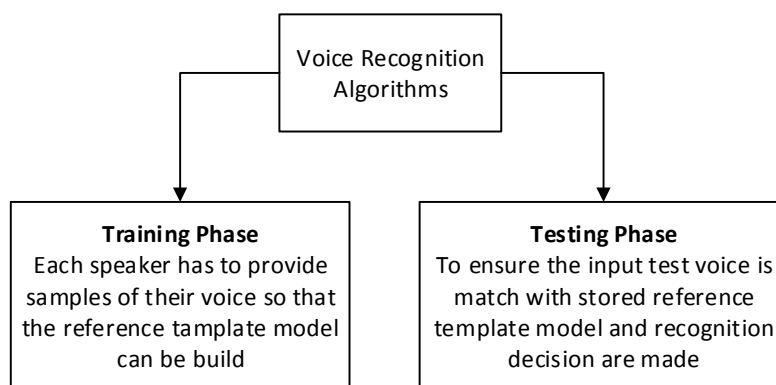 Voice Recognition
Algorithms
Training Phase
Each speaker has to provide
samples of their voice so that
the reference tamplate model
can be build
Testing Phase
To ensure the input test voice is
match with stored reference
template model and recognition
decision are made